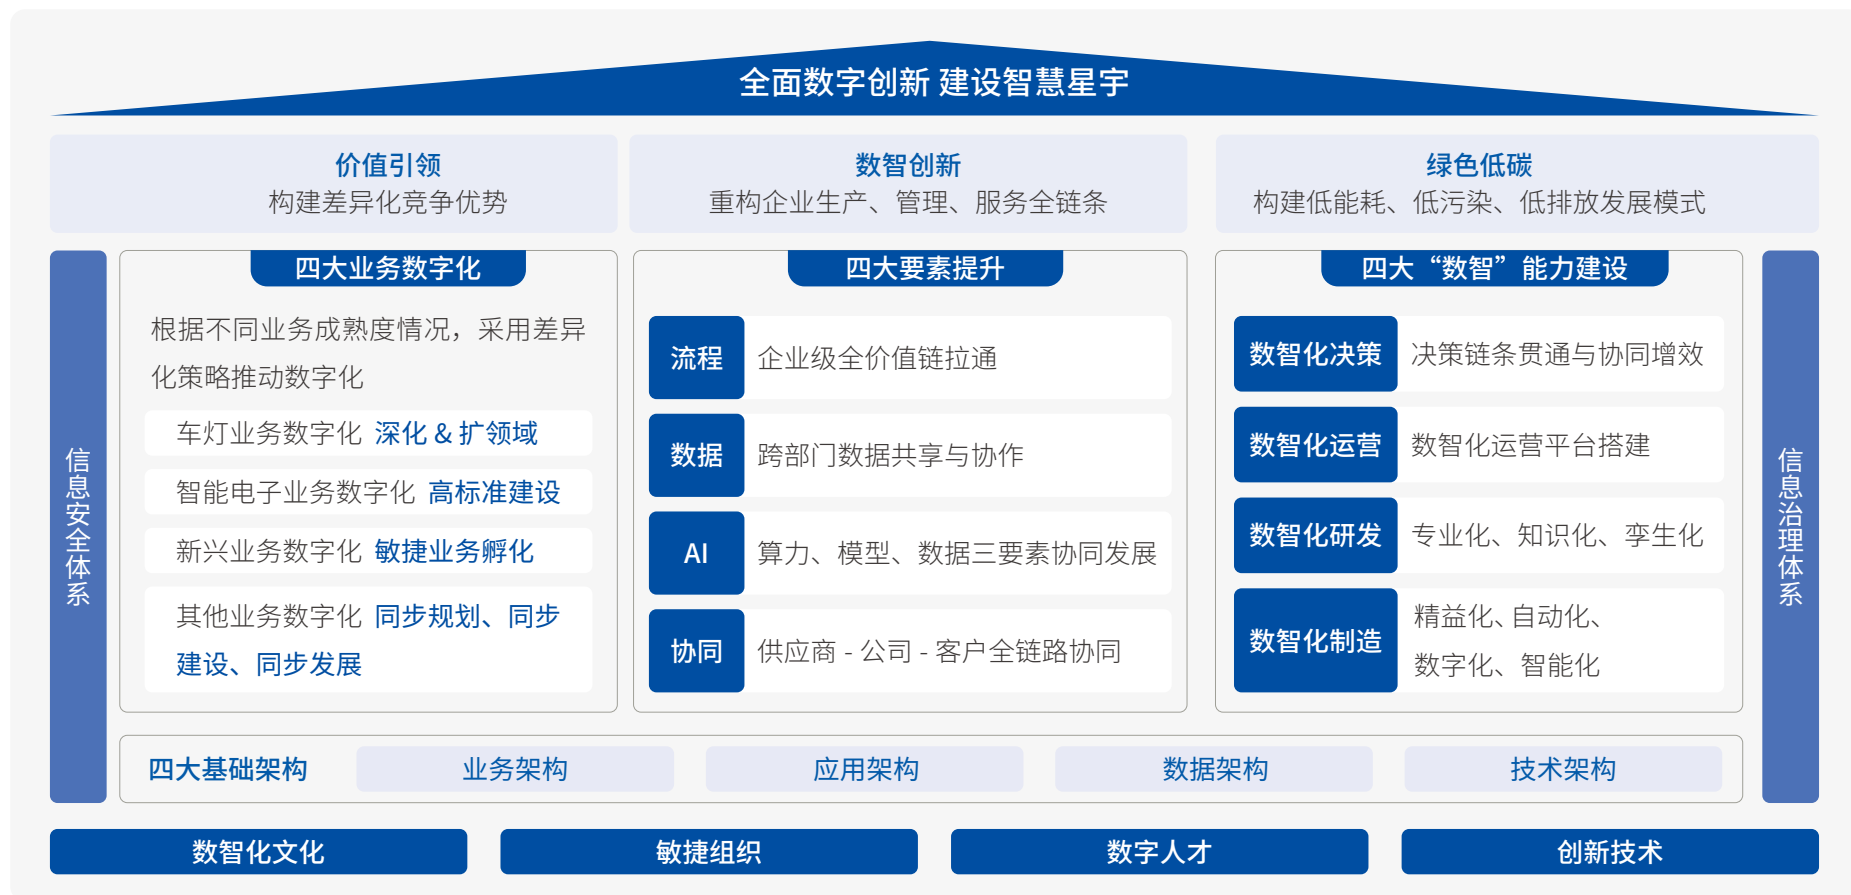 全面数字创新 建设智慧星宇
价值引领
构建差异化竞争优势
数智创新
重构企业生产、管理、服务全链条
绿色低碳
构建低能耗、低污染、低排放发展模式
信息安全体系
四大业务数字化
根据不同业务成熟度情况，采用差异
化策略推动数字化
车灯业务数字化 深化 & 扩领域
智能电子业务数字化 高标准建设
新兴业务数字化 敏捷业务孵化
其他业务数字化 同步规划、同步
建设、同步发展
四大要素提升
流程 企业级全价值链拉通
数据 跨部门数据共享与协作
AI 算力、模型、数据三要素协同发展
协同 供应商 - 公司 - 客户全链路协同
四大“数智”能力建设
数智化决策 决策链条贯通与协同增效
数智化运营 数智化运营平台搭建
数智化研发 专业化、知识化、孪生化
数智化制造 精益化、自动化、
数字化、智能化
信息治理体系
四大基础架构 业务架构 应用架构 数据架构 技术架构
数智化文化 敏捷组织 数字人才 创新技术